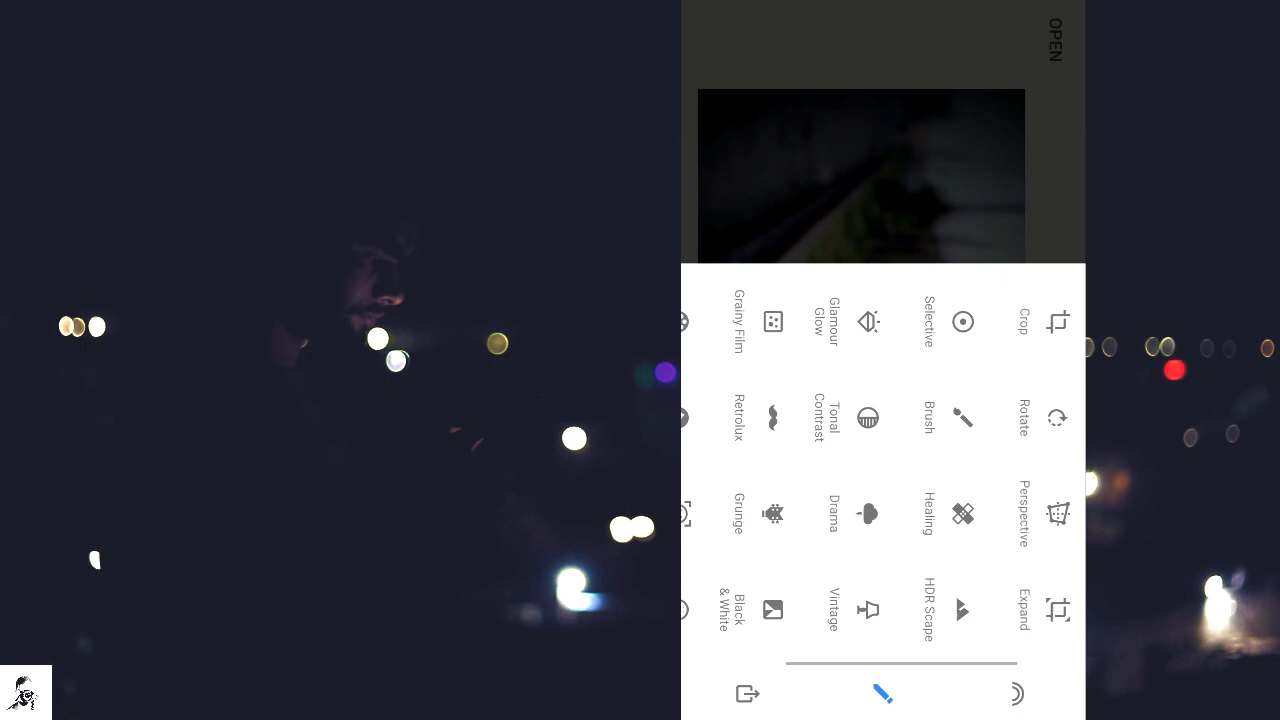 OPEN
Crop
Rotate
Perspective
Expand
Selective
Brush
Healing
HDR Scape
Glamour
Glow
Tonal
Contrast
Drama
Vintage
Grainy Film
Retrolux
Grunge
Black
& White